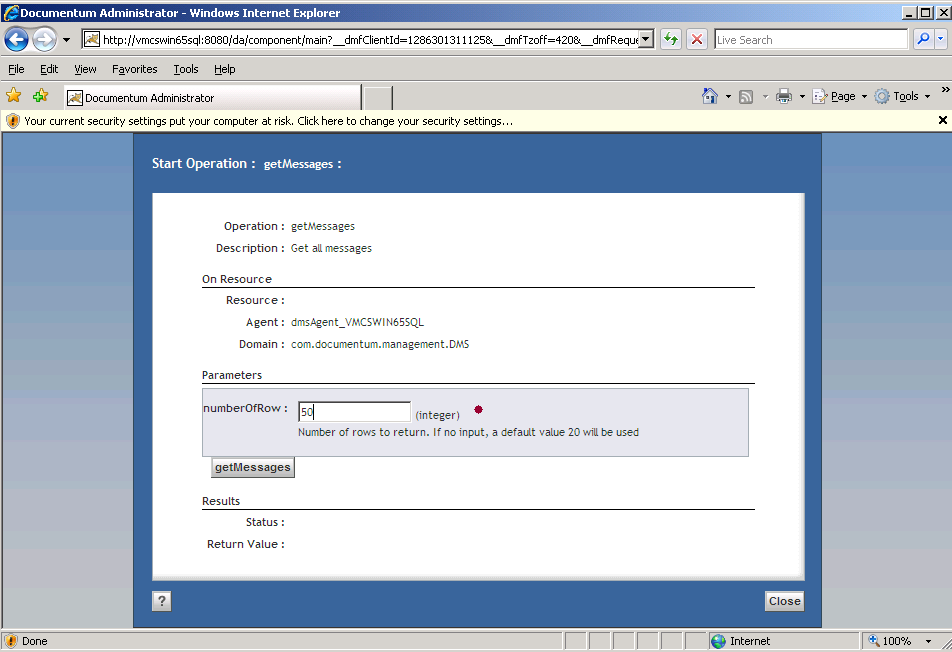 Documentum Administrator - Windows Internet Explorer
http://vmcswin65sql:8080/da/component/main?__dmfClientId=1286301311125&__dmfTzoff=420&__dmfReque
Live Search
File Edit View Favorites Tools Help
Documentum Administrator
Page Tools »
Your current security settings put your computer at risk. Click here to change your security settings...
Start Operation : getMessages :
Operation : getMessages
Description : Get all messages
On Resource
Resource :
Agent : dmsAgent_VMCSWIN65SQL
Domain : com.documentum.management.DMS
Parameters
numberOfRow : 50 (integer)
Number of rows to return. If no input, a default value 20 will be used
getMessages
Results
Status :
Return Value :
? Close
Done Internet 100%